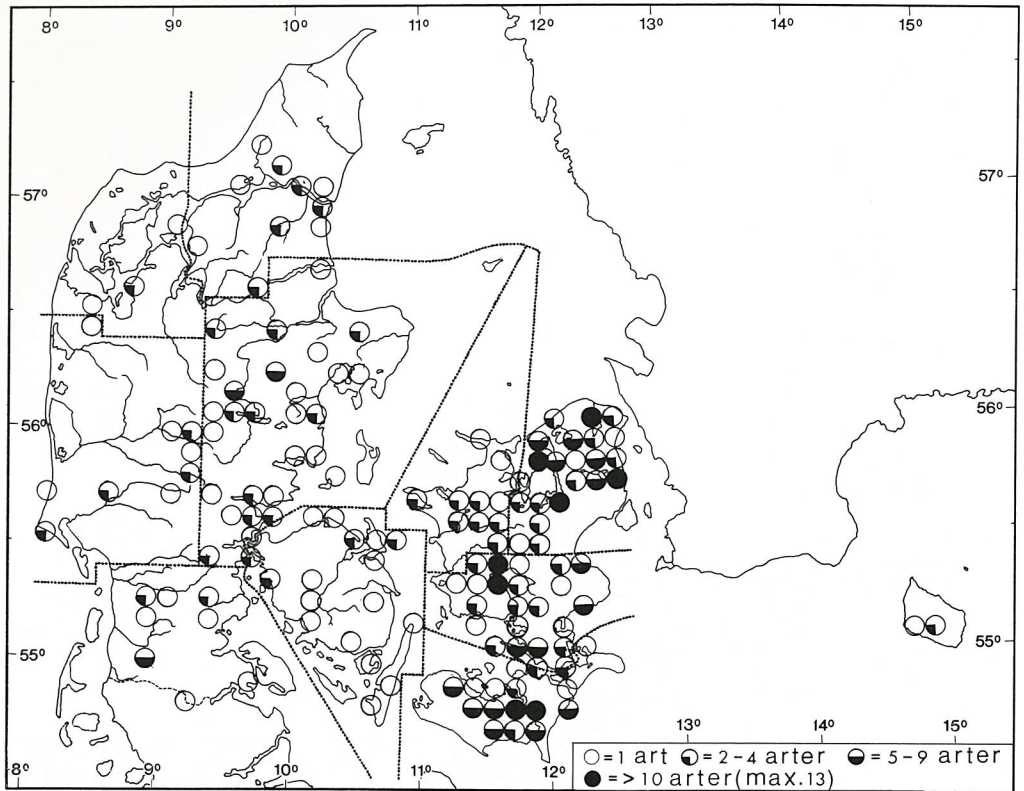 8° 9° 10° 11° 12° 13° 14° 15°
57° 57°
56° 56°
55° 55°
13° 14° 15°
8° 9° 10° 11° 12°
○=1 art ◔=2-4 arter ◒=5-9 arter
●=>10 arter(max.13)